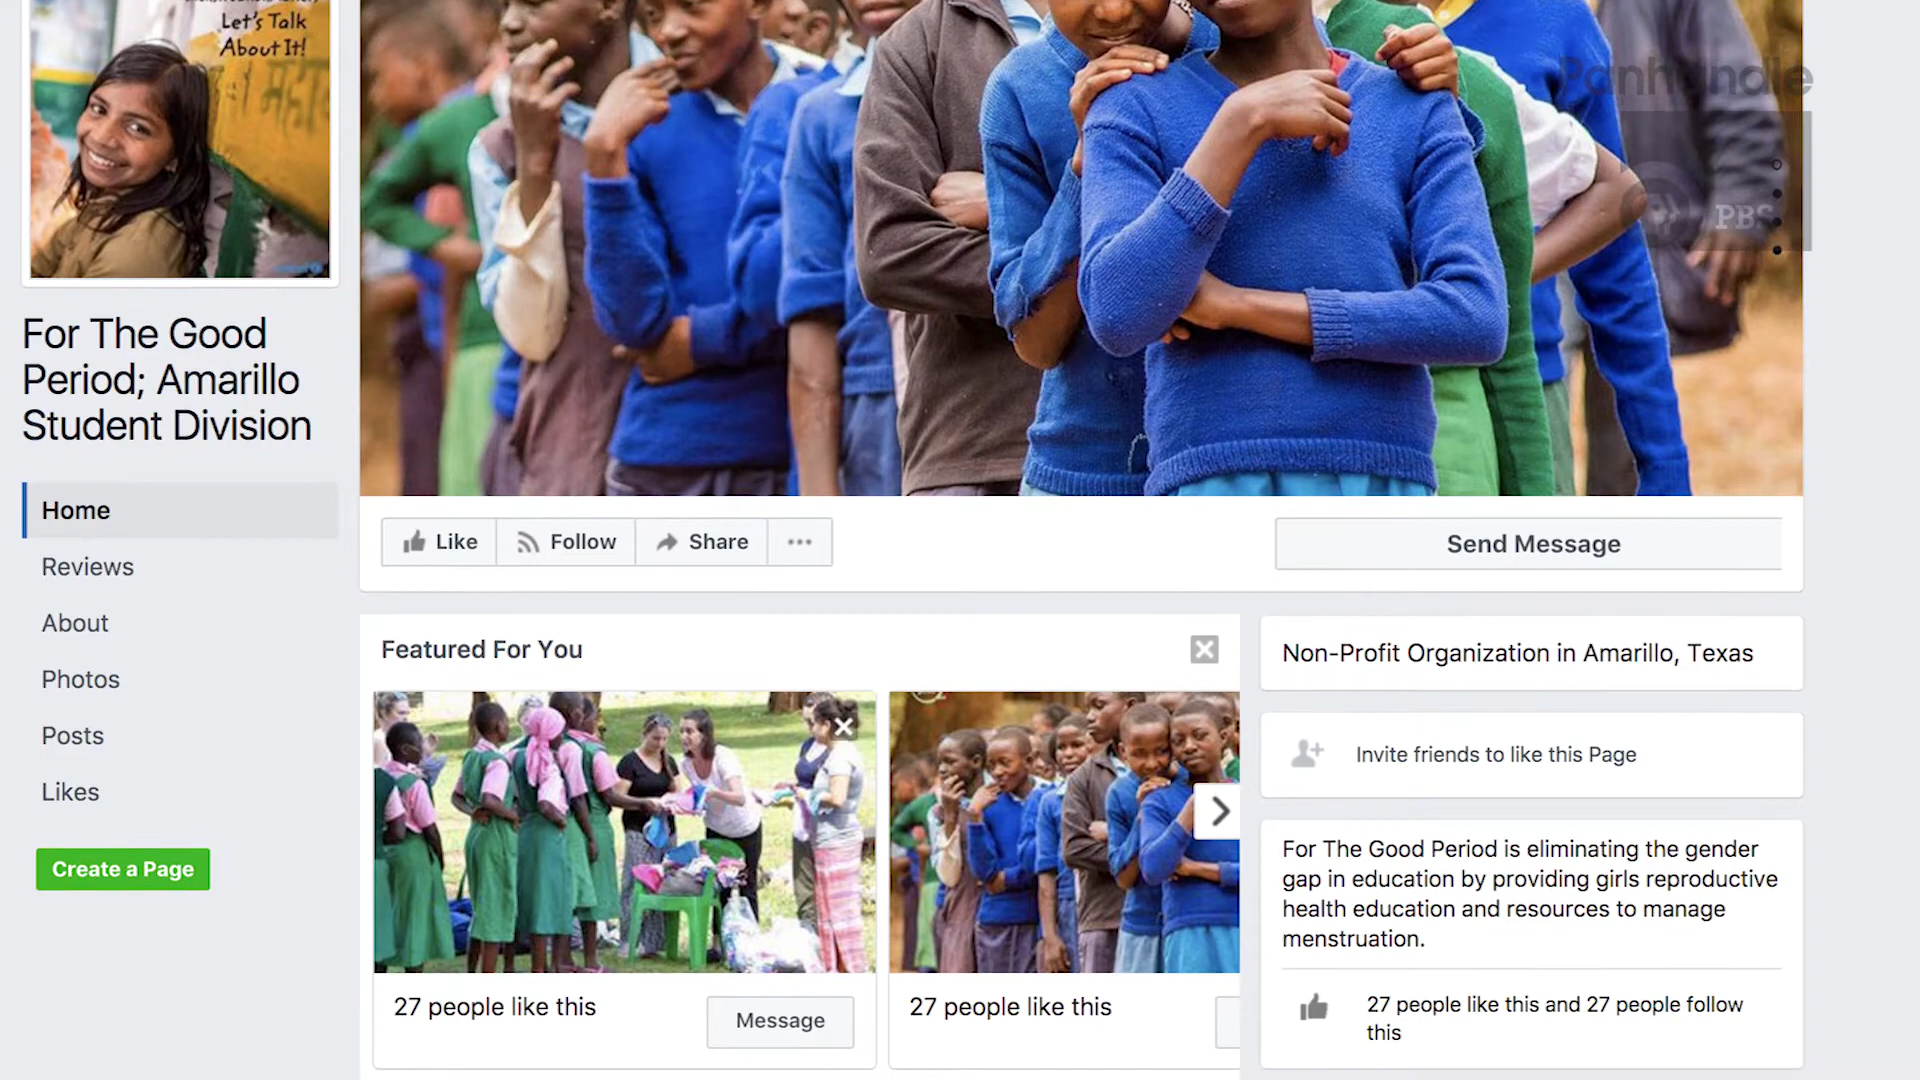 Let's Talk
About It!
Panhandle
PBS
For The Good
Period; Amarillo
Student Division
Home
Reviews
About
Photos
Posts
Likes
Create a Page
Like
Follow
Share
Send Message
Featured For You
27 people like this
Message
27 people like this
Non-Profit Organization in Amarillo, Texas
Invite friends to like this Page
For The Good Period is eliminating the gender
gap in education by providing girls reproductive
health education and resources to manage
menstruation.
27 people like this and 27 people follow
this